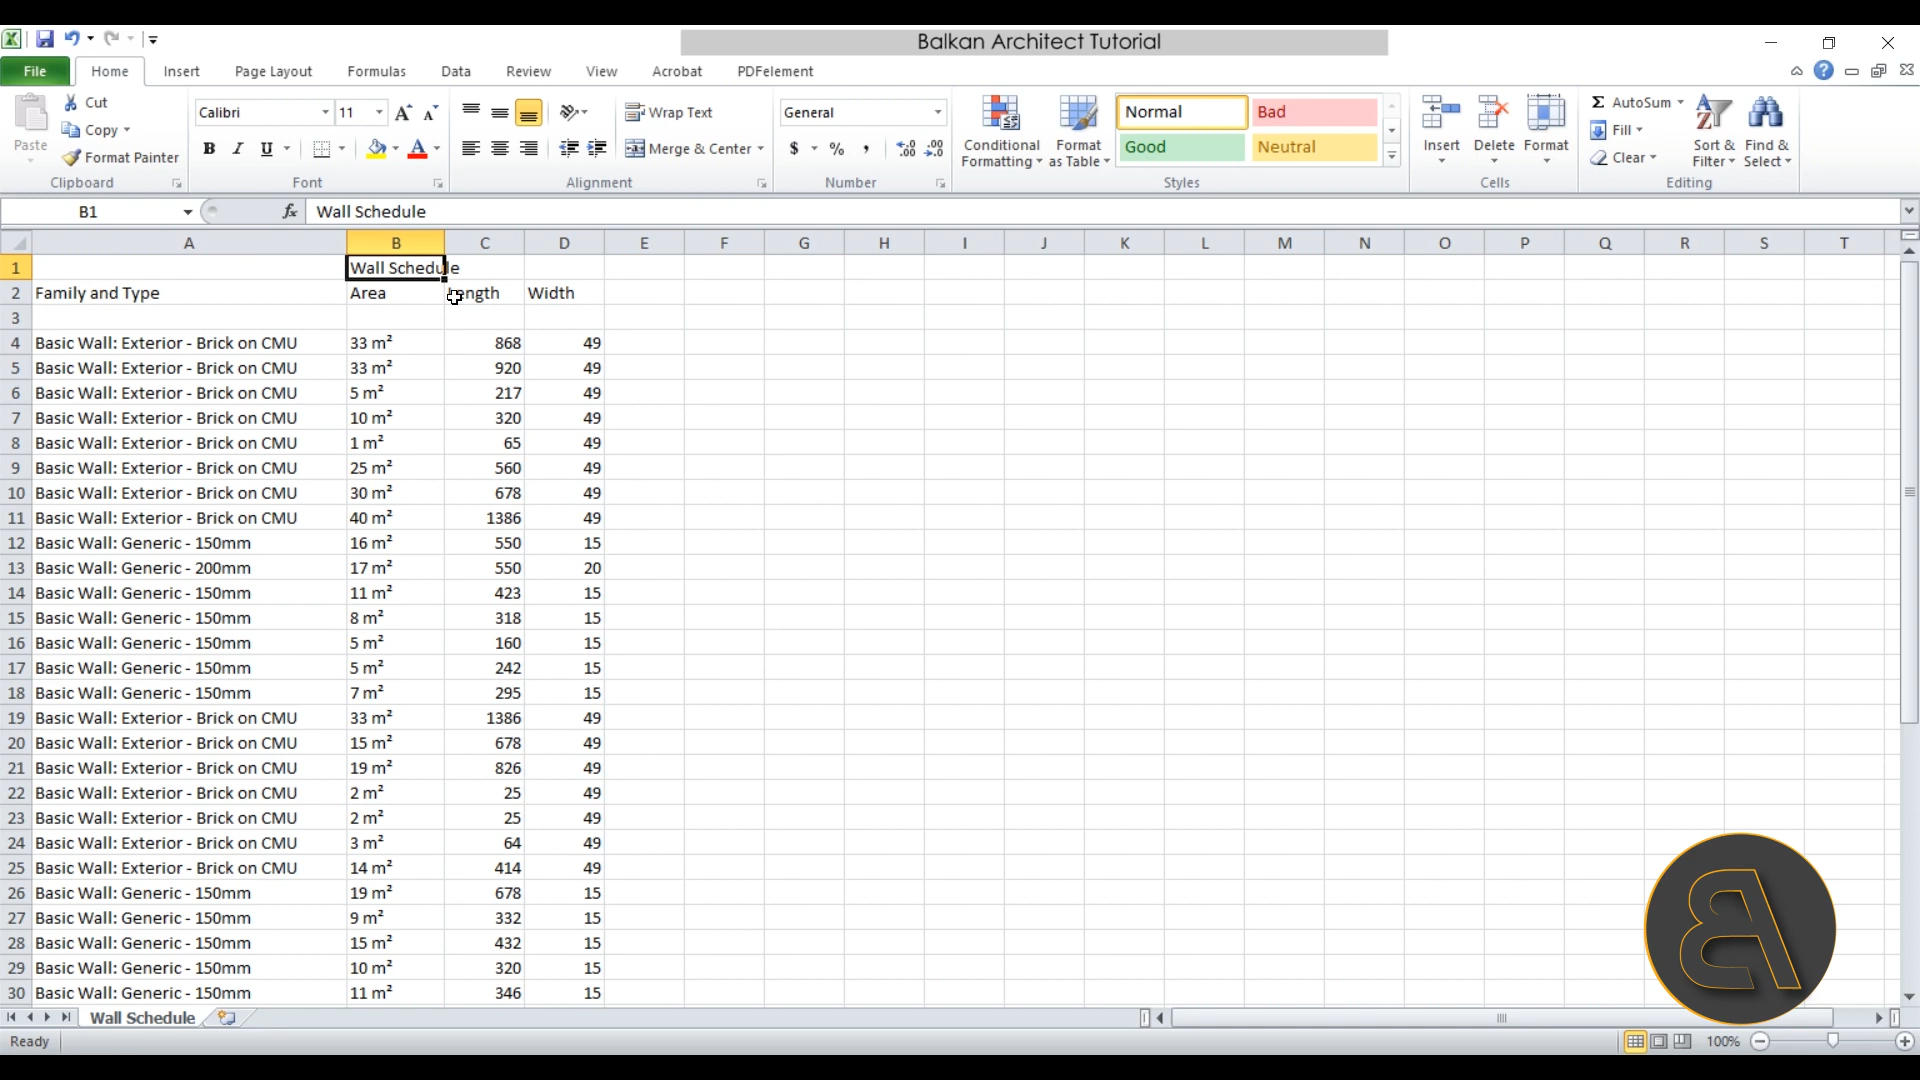 Balkan Architect Tutorial
File Home Insert Page Layout Formulas Data Review View Acrobat PDFelement
Paste Cut Copy Format Painter Clipboard
Calibri 11 B I U Font
Wrap Text Merge & Center Alignment
General $ % , Number
Conditional Formatting Format as Table Normal Bad Good Neutral Styles
Insert Delete Format Cells
Σ AutoSum Fill Clear Sort & Filter Find & Select Editing
B1 fx Wall Schedule
A B C D E F G H I J K L M N O P Q R S T
1 Wall Schedule
2 Family and Type Area Length Width
3
4 Basic Wall: Exterior - Brick on CMU 33 m² 868 49
5 Basic Wall: Exterior - Brick on CMU 33 m² 920 49
6 Basic Wall: Exterior - Brick on CMU 5 m² 217 49
7 Basic Wall: Exterior - Brick on CMU 10 m² 320 49
8 Basic Wall: Exterior - Brick on CMU 1 m² 65 49
9 Basic Wall: Exterior - Brick on CMU 25 m² 560 49
10 Basic Wall: Exterior - Brick on CMU 30 m² 678 49
11 Basic Wall: Exterior - Brick on CMU 40 m² 1386 49
12 Basic Wall: Generic - 150mm 16 m² 550 15
13 Basic Wall: Generic - 200mm 17 m² 550 20
14 Basic Wall: Generic - 150mm 11 m² 423 15
15 Basic Wall: Generic - 150mm 8 m² 318 15
16 Basic Wall: Generic - 150mm 5 m² 160 15
17 Basic Wall: Generic - 150mm 5 m² 242 15
18 Basic Wall: Generic - 150mm 7 m² 295 15
19 Basic Wall: Exterior - Brick on CMU 33 m² 1386 49
20 Basic Wall: Exterior - Brick on CMU 15 m² 678 49
21 Basic Wall: Exterior - Brick on CMU 19 m² 826 49
22 Basic Wall: Exterior - Brick on CMU 2 m² 25 49
23 Basic Wall: Exterior - Brick on CMU 2 m² 25 49
24 Basic Wall: Exterior - Brick on CMU 3 m² 64 49
25 Basic Wall: Exterior - Brick on CMU 14 m² 414 49
26 Basic Wall: Generic - 150mm 19 m² 678 15
27 Basic Wall: Generic - 150mm 9 m² 332 15
28 Basic Wall: Generic - 150mm 15 m² 432 15
29 Basic Wall: Generic - 150mm 10 m² 320 15
30 Basic Wall: Generic - 150mm 11 m² 346 15
Wall Schedule
Ready 100%